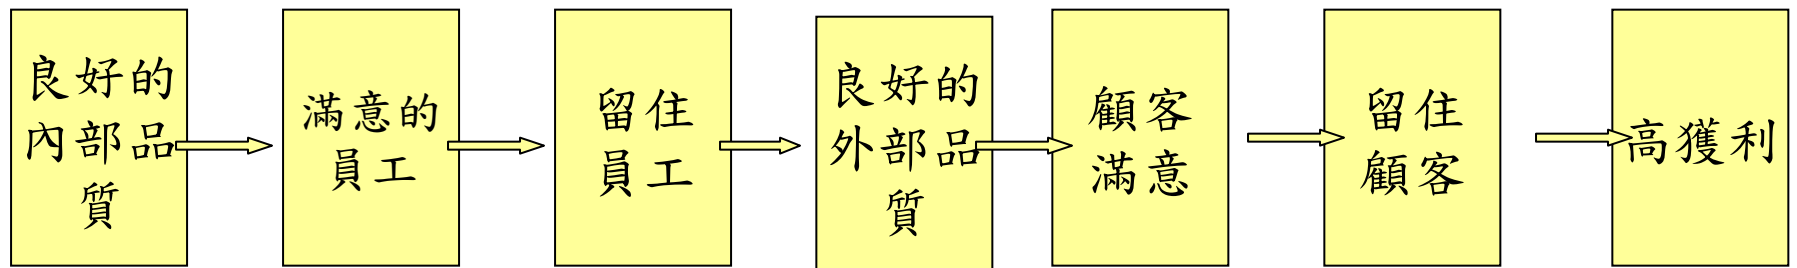 良好的
內部品
質
滿意的
員工
留住
員工
良好的
外部品
質
顧客
滿意
留住
顧客
高獲利